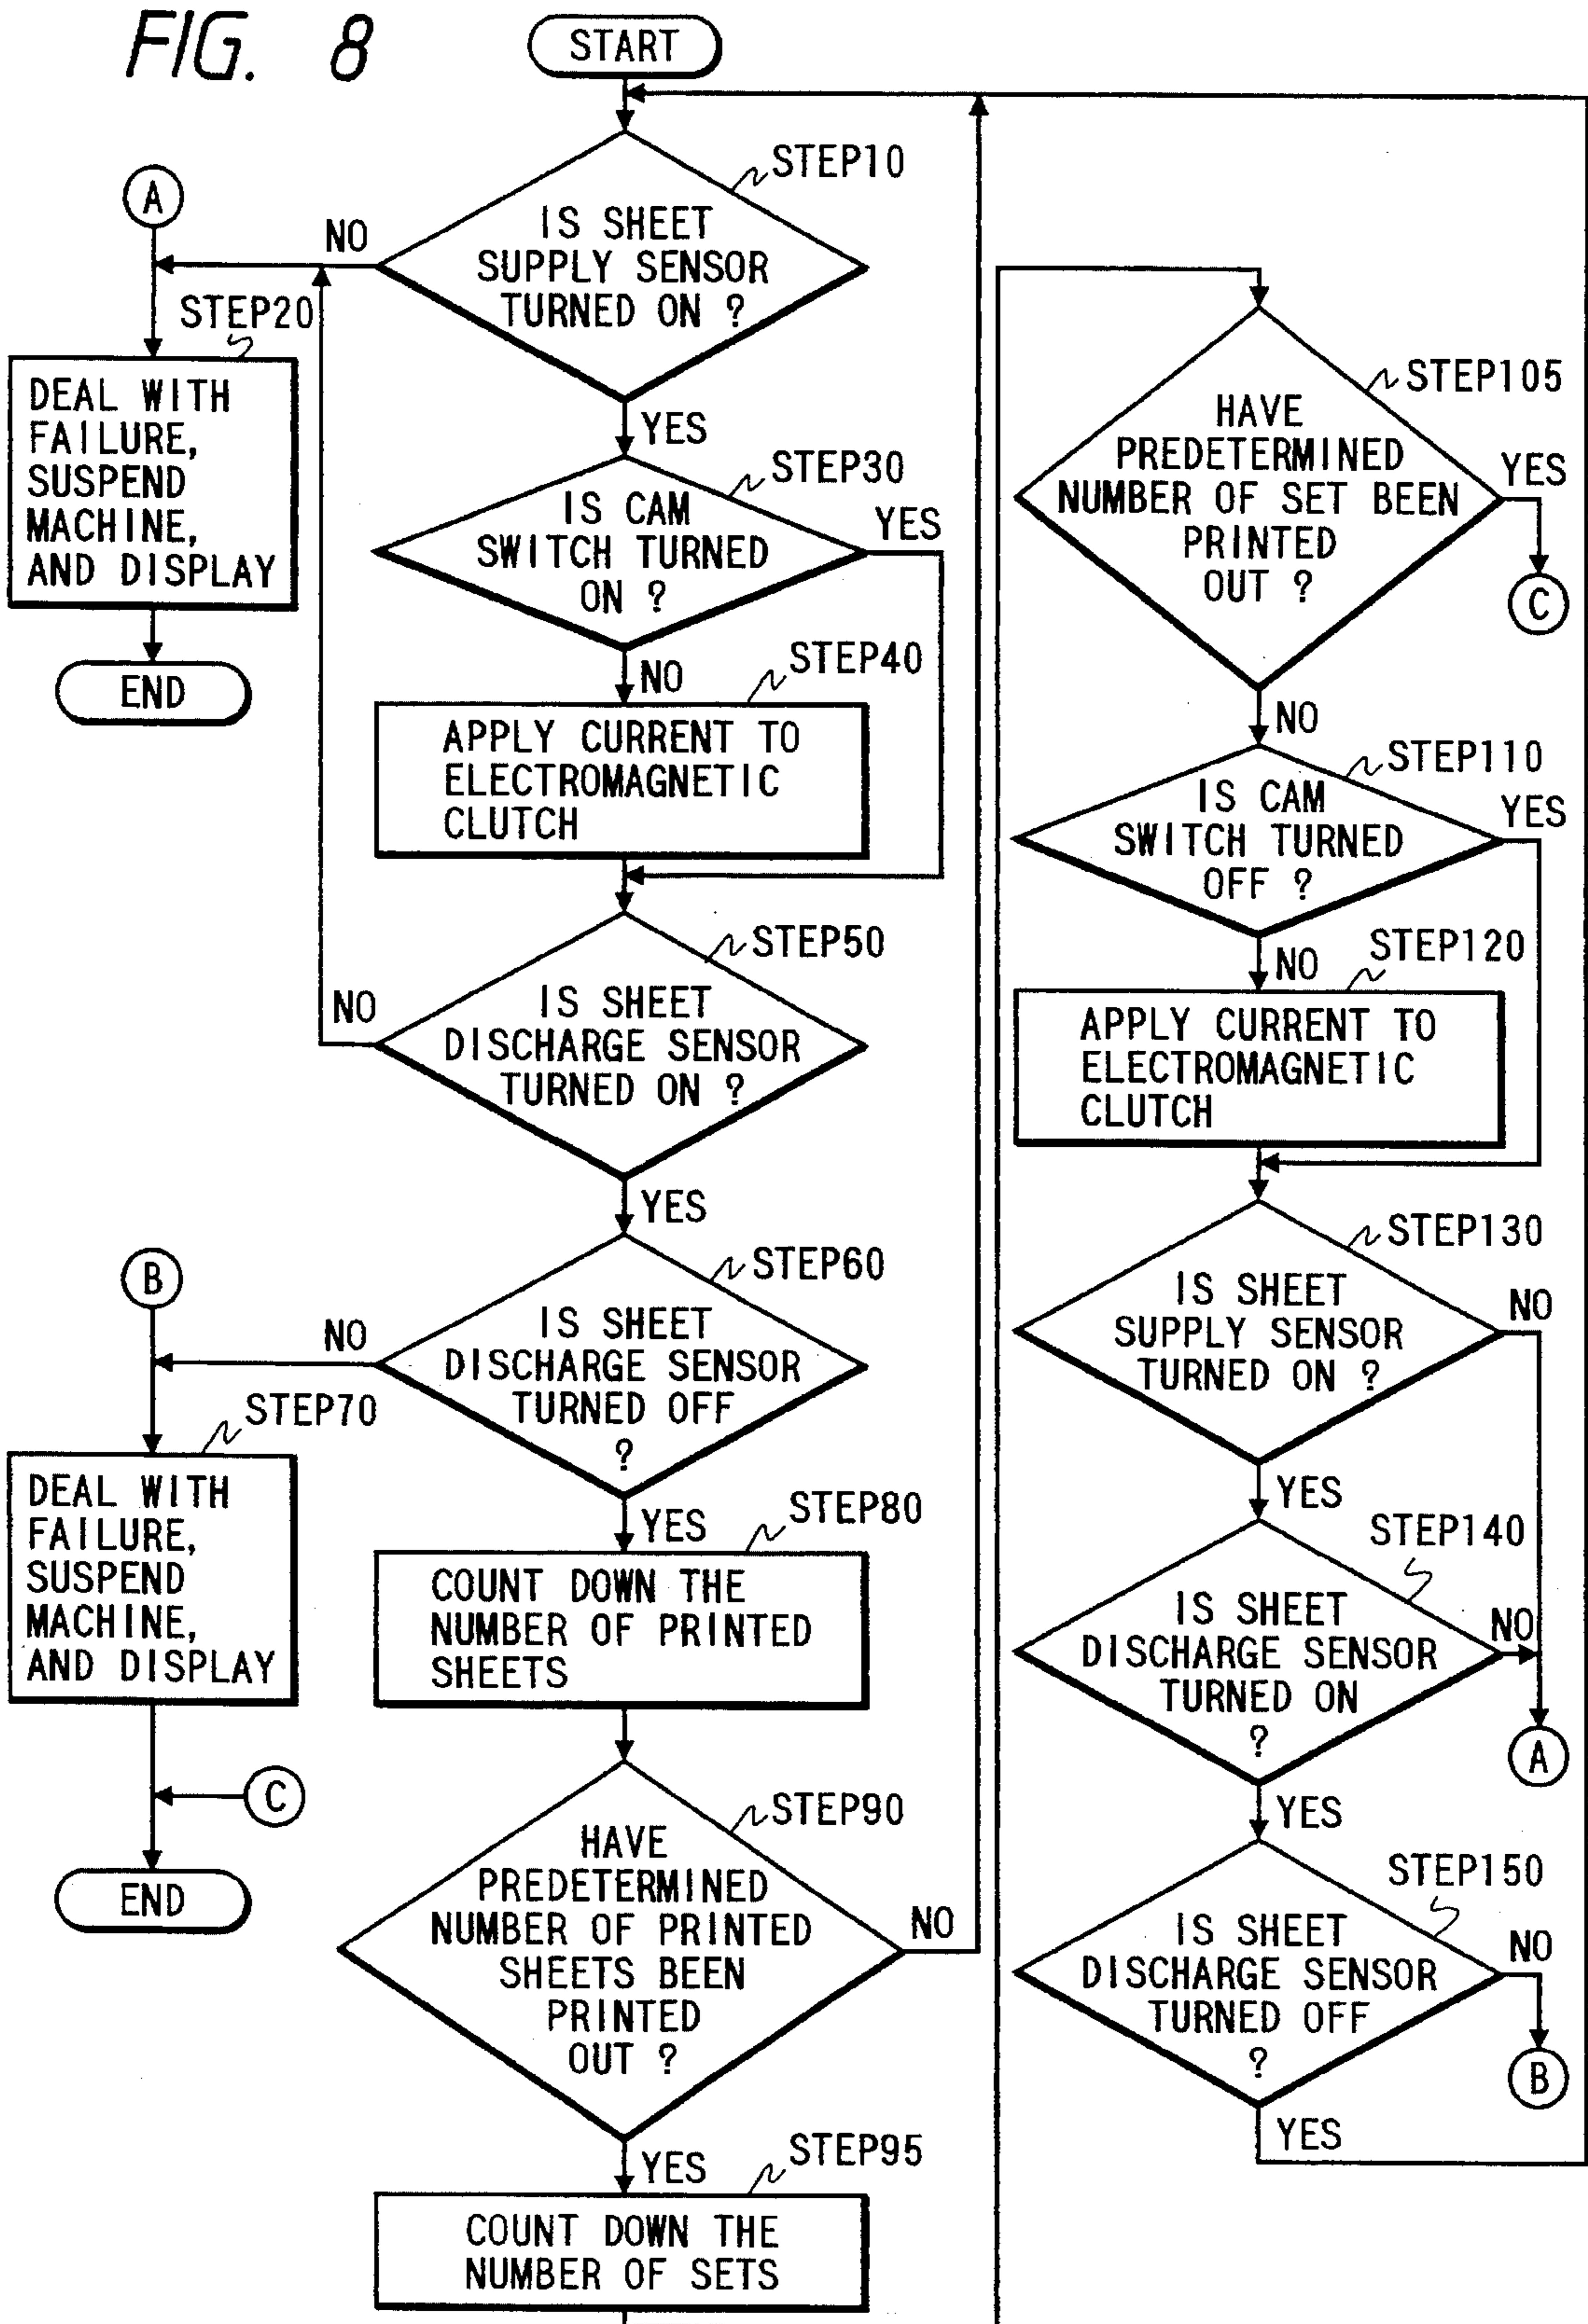 FIG. 8
START
STEP10
A
IS SHEET
SUPPLY SENSOR
TURNED ON ?
NO
YES
STEP20
DEAL WITH
FAILURE,
SUSPEND
MACHINE,
AND DISPLAY
END
STEP30
IS CAM
SWITCH TURNED
ON ?
YES
NO
STEP40
APPLY CURRENT TO
ELECTROMAGNETIC
CLUTCH
STEP50
IS SHEET
DISCHARGE SENSOR
TURNED ON ?
NO
YES
STEP60
B
IS SHEET
DISCHARGE SENSOR
TURNED OFF
?
NO
YES
STEP70
DEAL WITH
FAILURE,
SUSPEND
MACHINE,
AND DISPLAY
C
END
STEP80
COUNT DOWN THE
NUMBER OF PRINTED
SHEETS
STEP90
HAVE
PREDETERMINED
NUMBER OF PRINTED
SHEETS BEEN
PRINTED
OUT ?
NO
YES
STEP95
COUNT DOWN THE
NUMBER OF SETS
STEP105
HAVE
PREDETERMINED
NUMBER OF SET BEEN
PRINTED
OUT ?
YES
C
NO
STEP110
IS CAM
SWITCH TURNED
OFF ?
YES
NO
STEP120
APPLY CURRENT TO
ELECTROMAGNETIC
CLUTCH
STEP130
IS SHEET
SUPPLY SENSOR
TURNED ON ?
NO
YES
STEP140
IS SHEET
DISCHARGE SENSOR
TURNED ON
?
NO
A
YES
STEP150
IS SHEET
DISCHARGE SENSOR
TURNED OFF
?
NO
B
YES